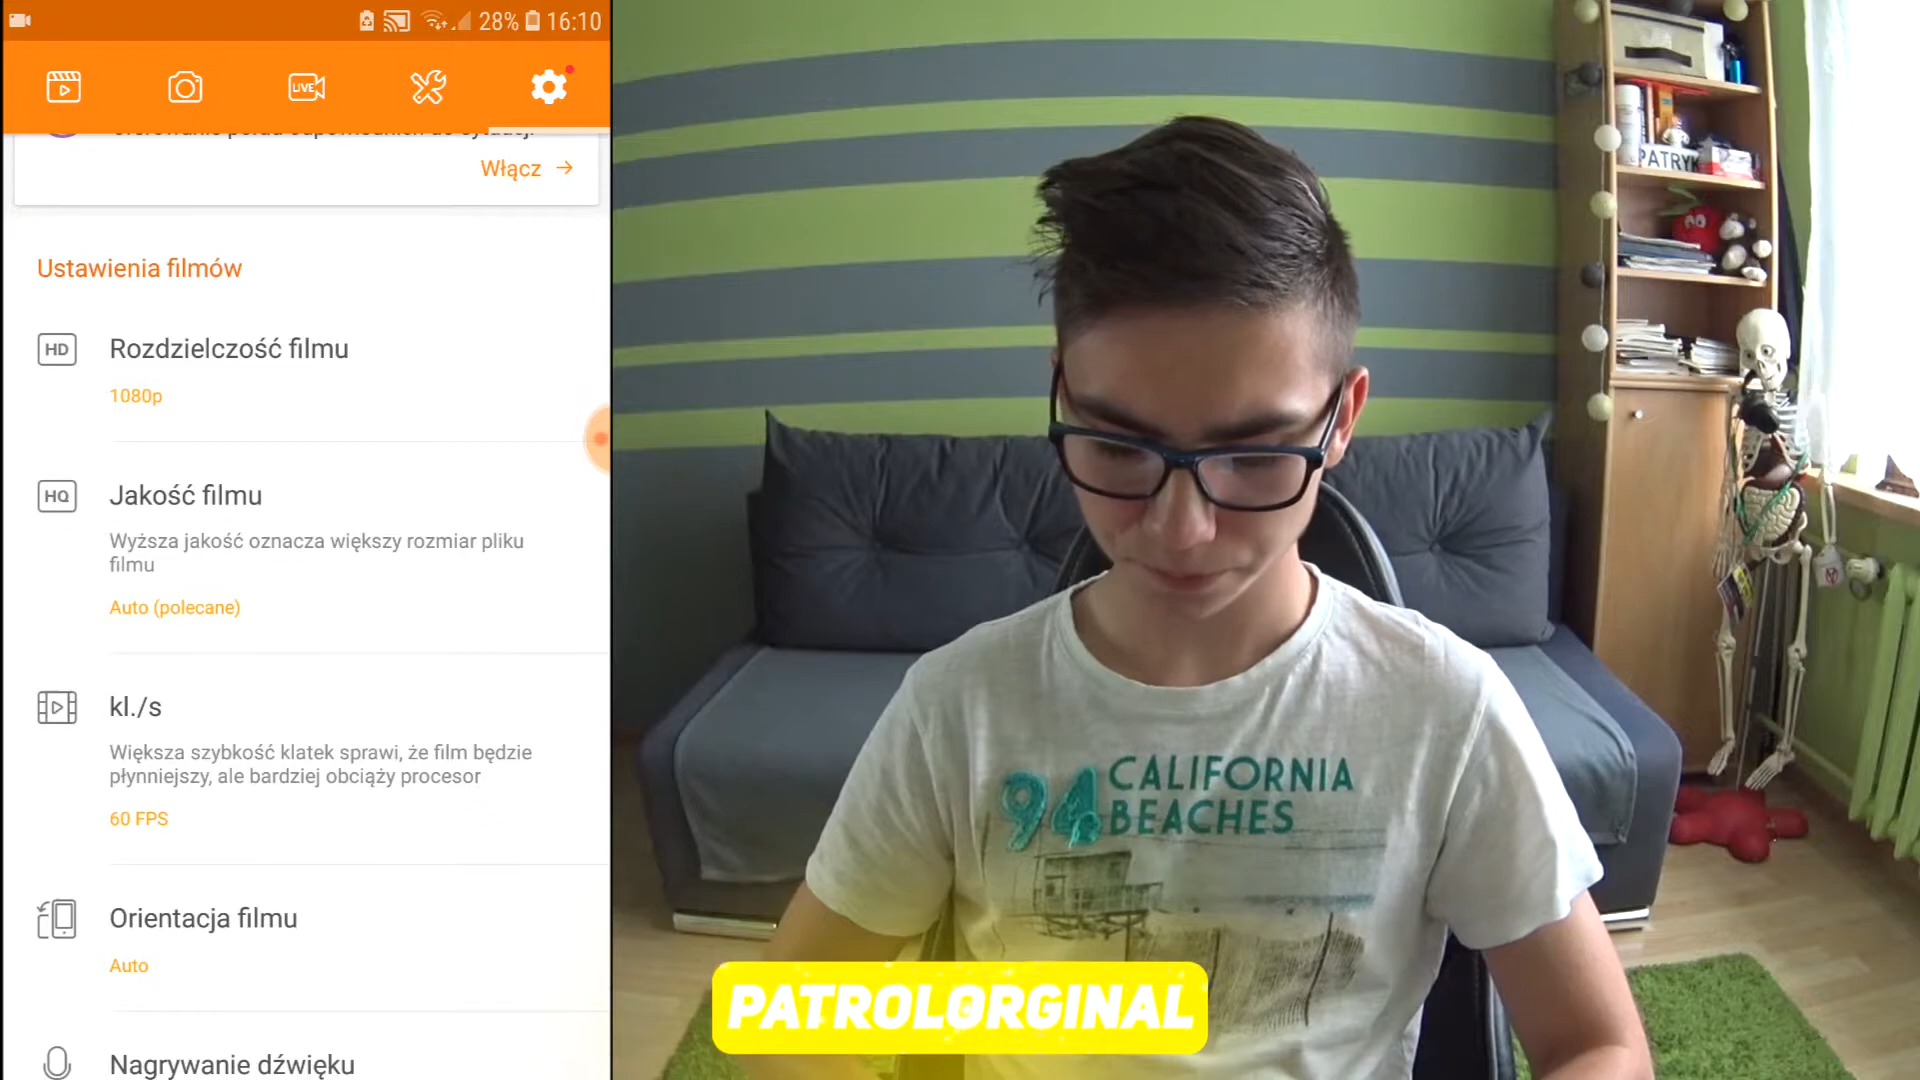 28% 16:10
LIVE
Włącz →
Ustawienia filmów
HD Rozdzielczość filmu
1080p
HQ Jakość filmu
Wyższa jakość oznacza większy rozmiar pliku
filmu
Auto (polecane)
kl./s
Większa szybkość klatek sprawi, że film będzie
płynniejszy, ale bardziej obciąży procesor
60 FPS
Orientacja filmu
Auto
Nagrywanie dźwięku
PATRYK
94 CALIFORNIA
BEACHES
PATROLORGINAL